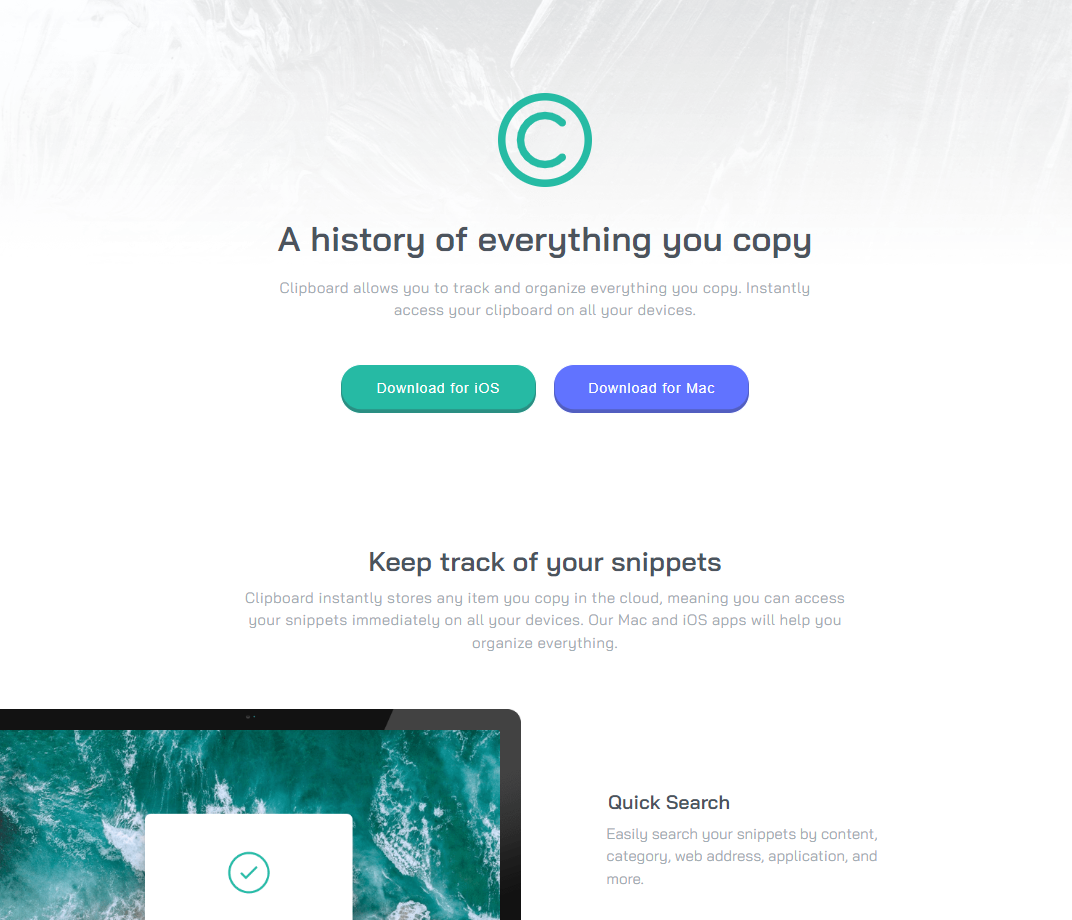 A history of everything you copy
Clipboard allows you to track and organize everything you copy. Instantly
access your clipboard on all your devices.
Download for iOS
Download for Mac
Keep track of your snippets
Clipboard instantly stores any item you copy in the cloud, meaning you can access
your snippets immediately on all your devices. Our Mac and iOS apps will help you
organize everything.
Quick Search
Easily search your snippets by content,
category, web address, application, and
more.